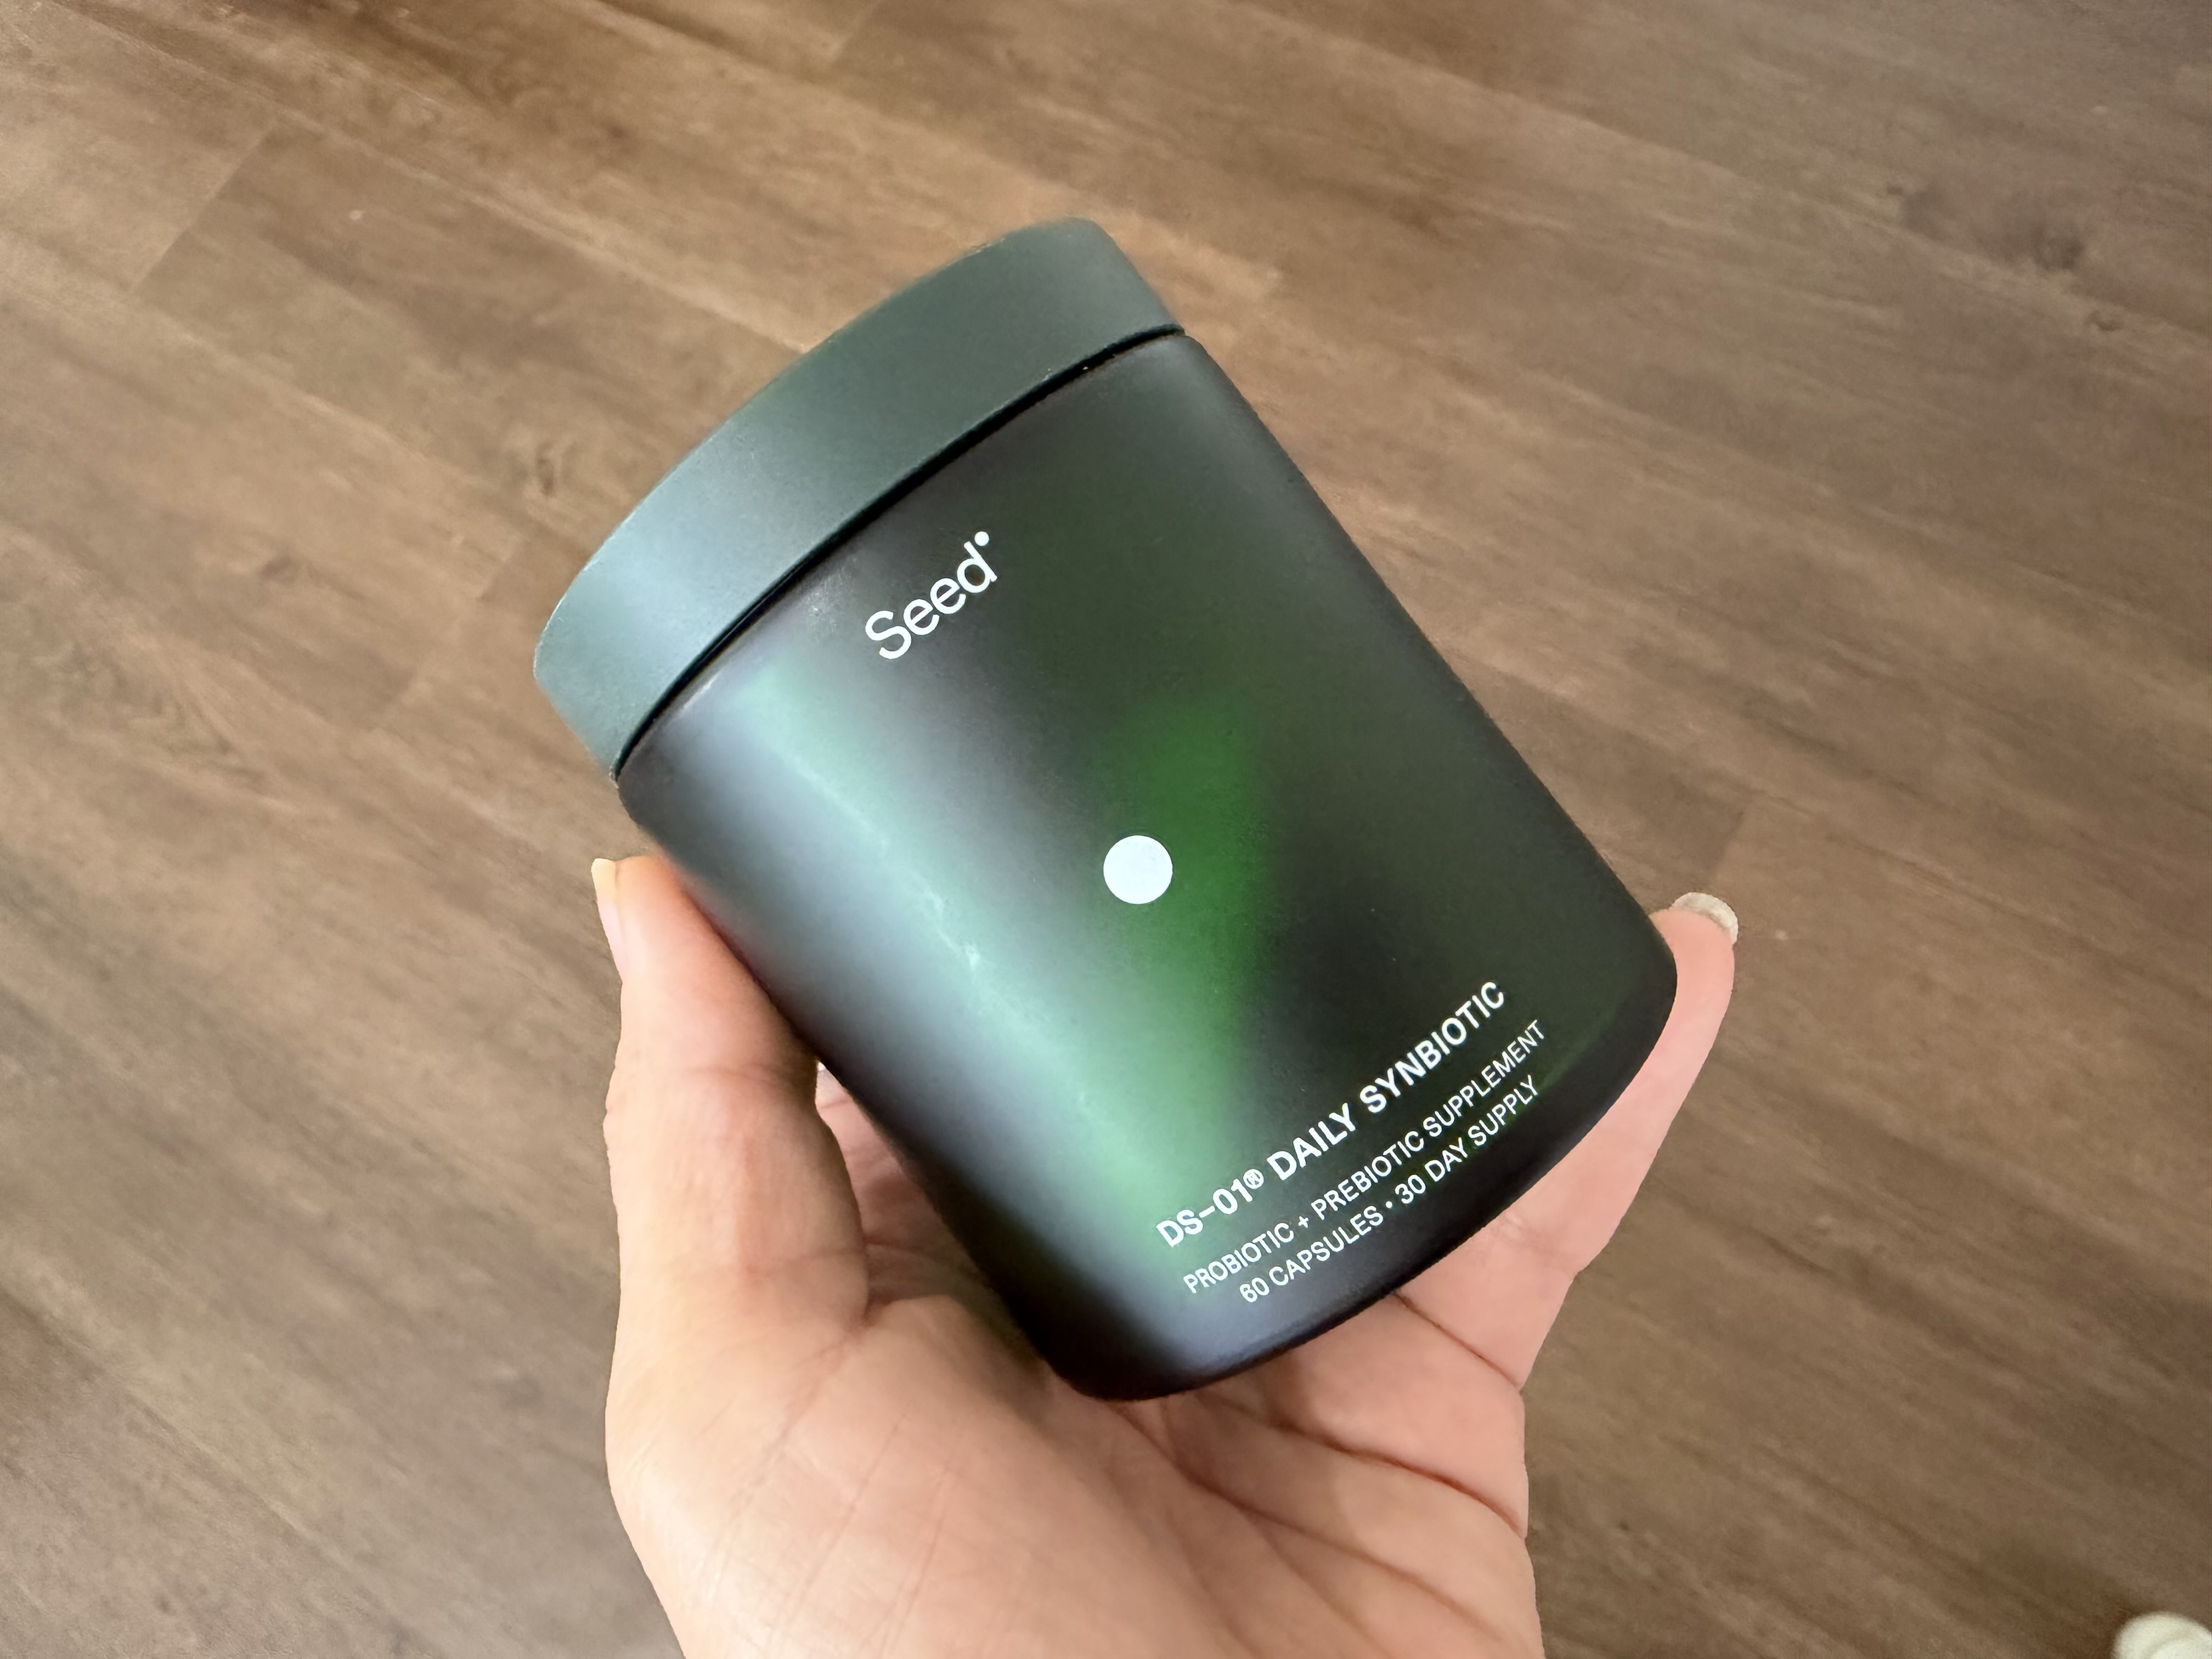 Seed
DS-01® DAILY SYNBIOTIC
PROBIOTIC + PREBIOTIC SUPPLEMENT
60 CAPSULES • 30 DAY SUPPLY